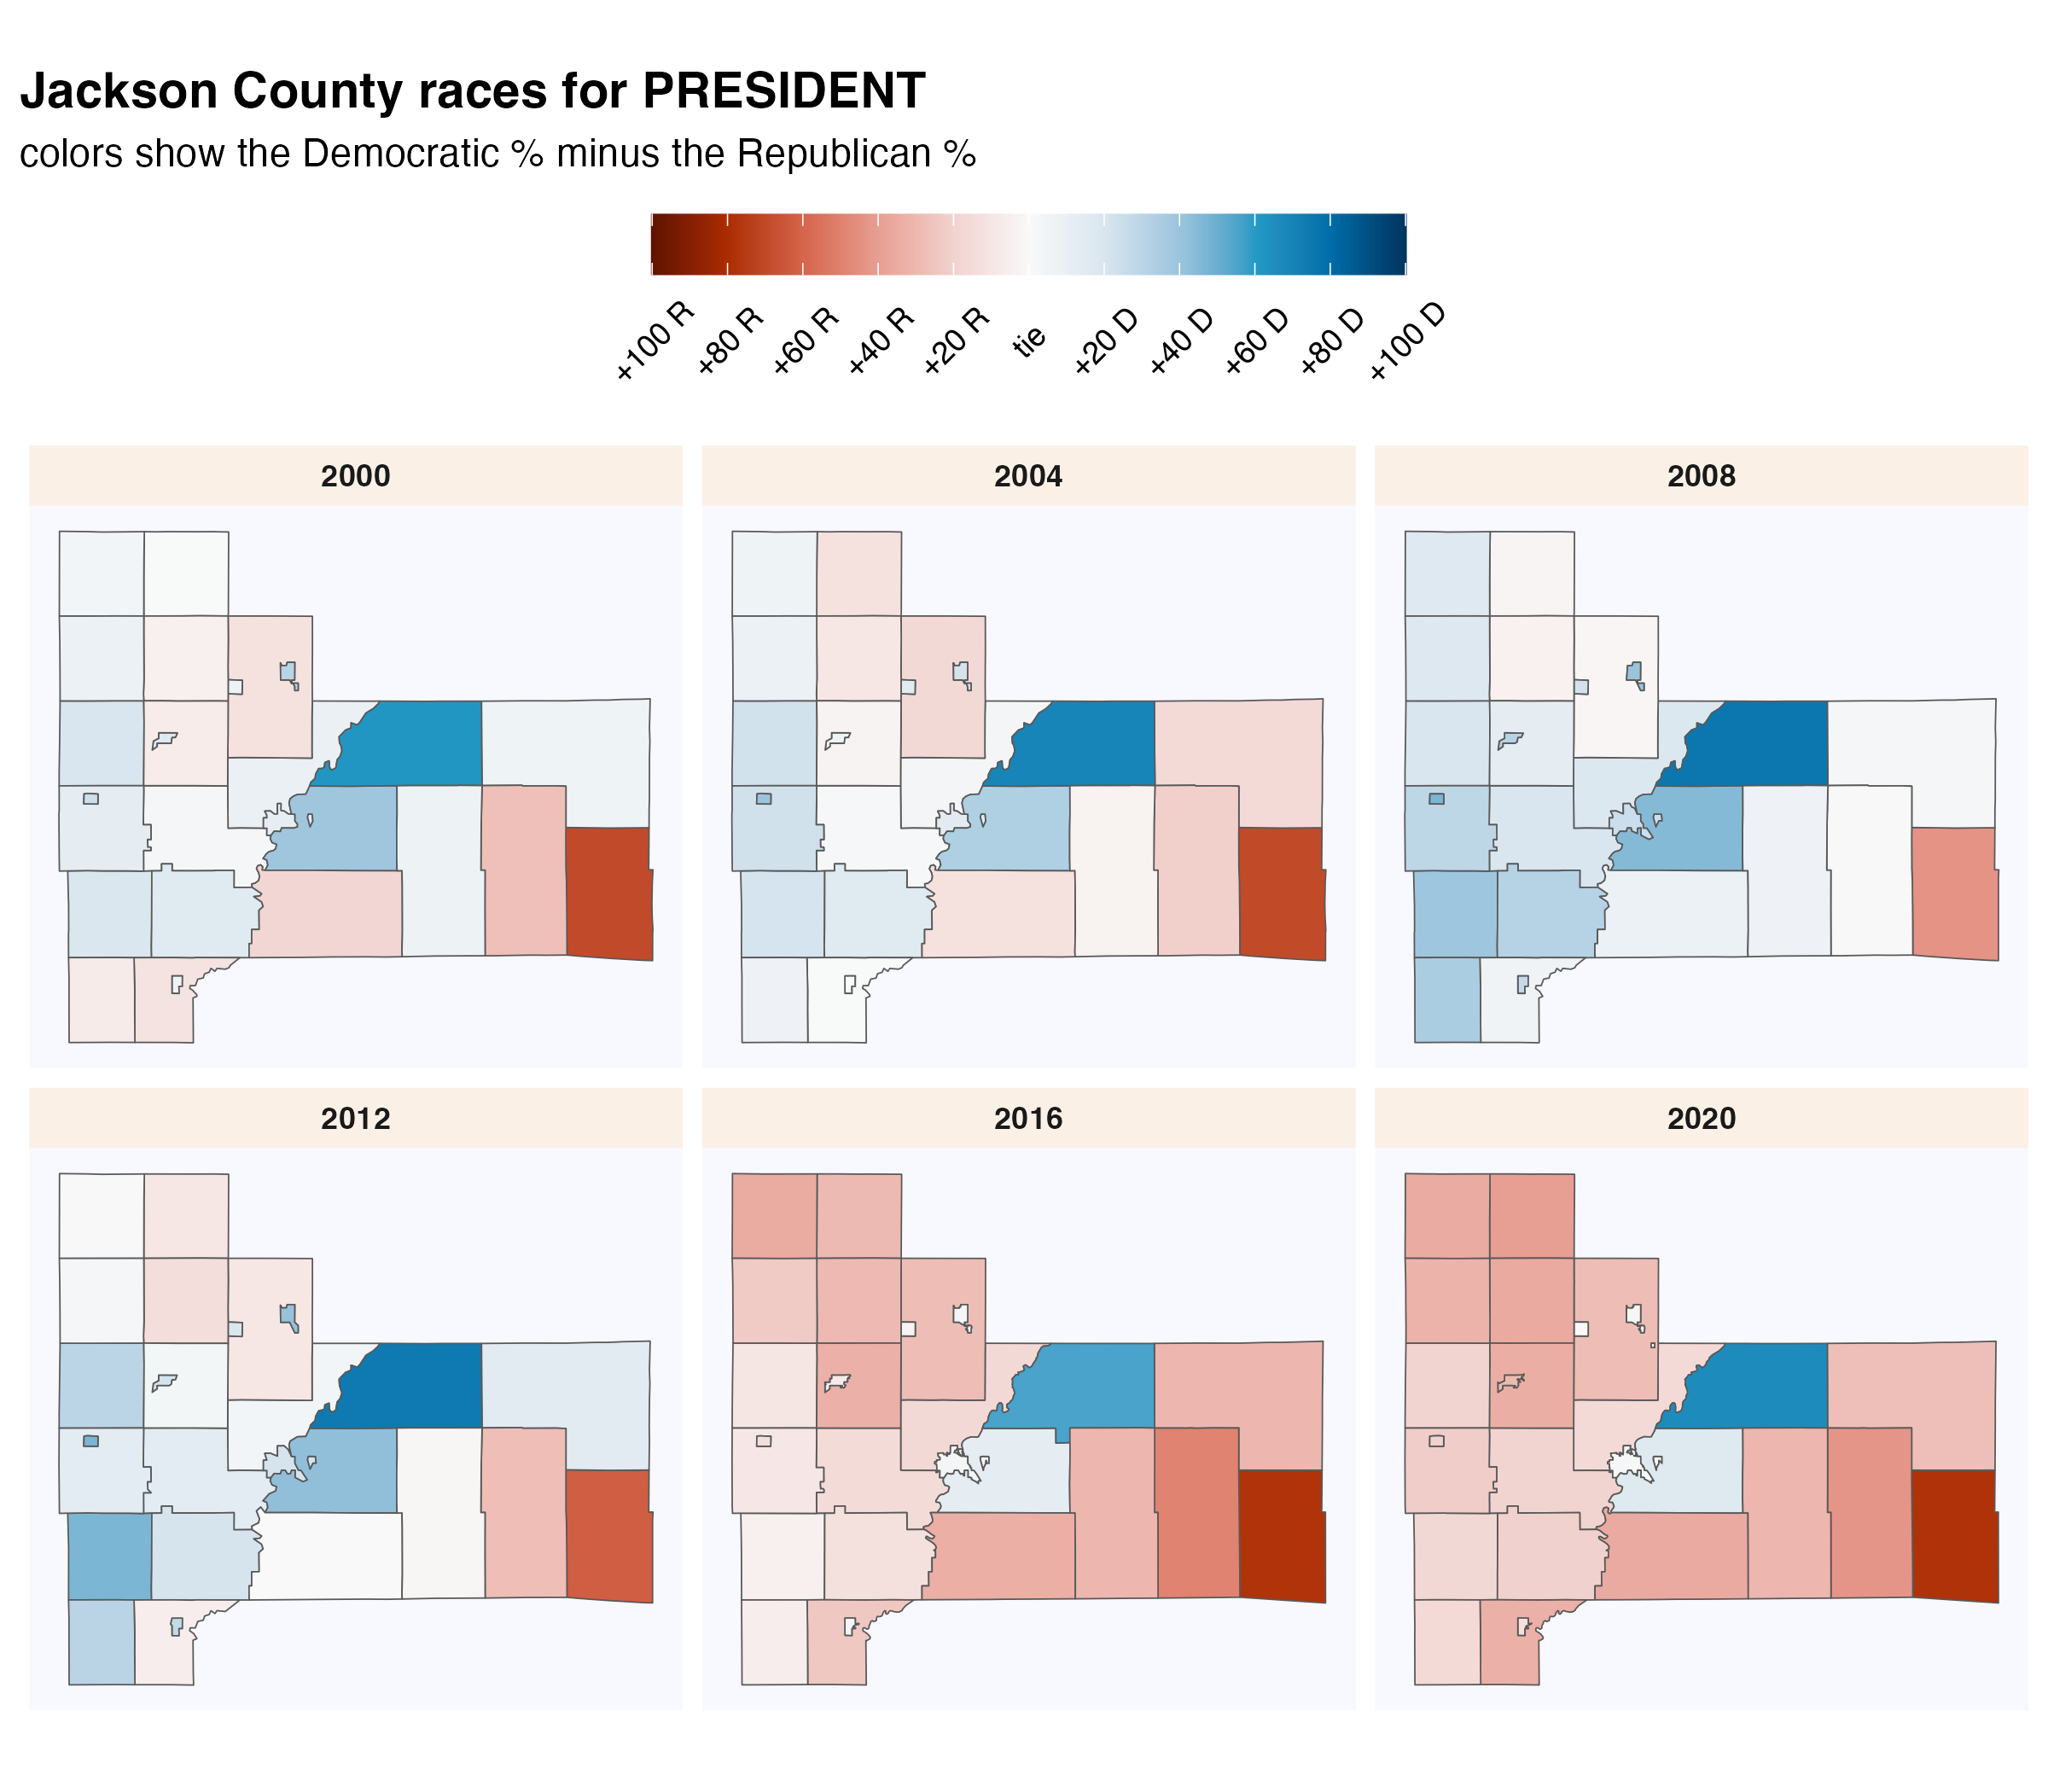 Jackson County races for PRESIDENT
colors show the Democratic % minus the Republican %
+100 R +80 R +60 R +40 R +20 R tie +20 D +40 D +60 D +80 D +100 D
2000 2004 2008
2012 2016 2020